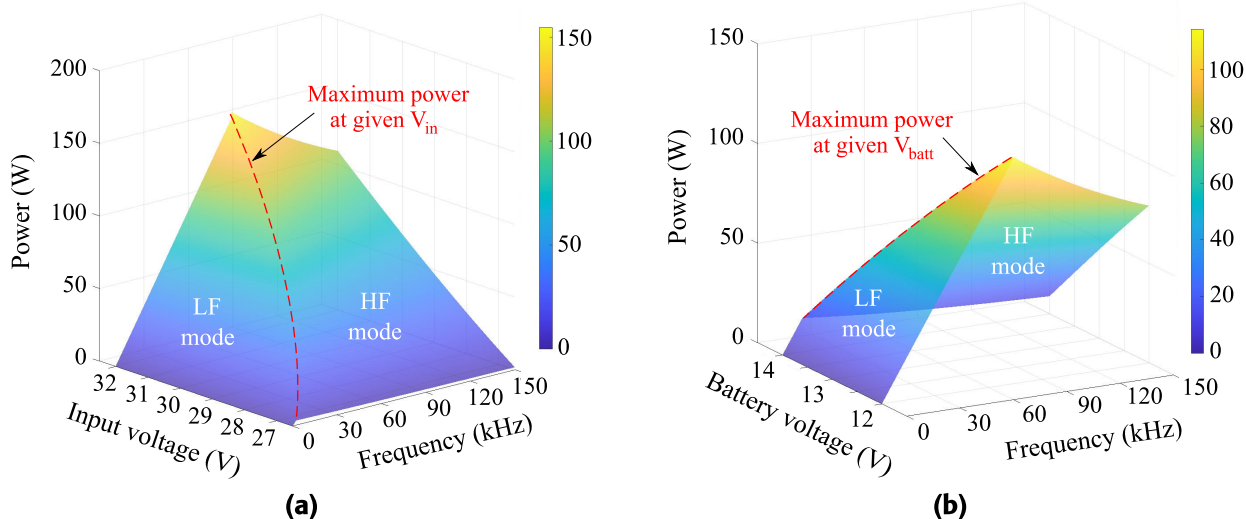 200
150
100
50
0
Power (W)
32
31
30
29
28
27
Input voltage (V)
0
30
60
90
120
150
Frequency (kHz)
Maximum power
at given V_in
LF
mode
HF
mode
150
100
50
0
(a)
150
100
50
0
Power (W)
14
13
12
Battery voltage (V)
0
30
60
90
120
150
Frequency (kHz)
Maximum power
at given V_batt
LF
mode
HF
mode
100
80
60
40
20
0
(b)